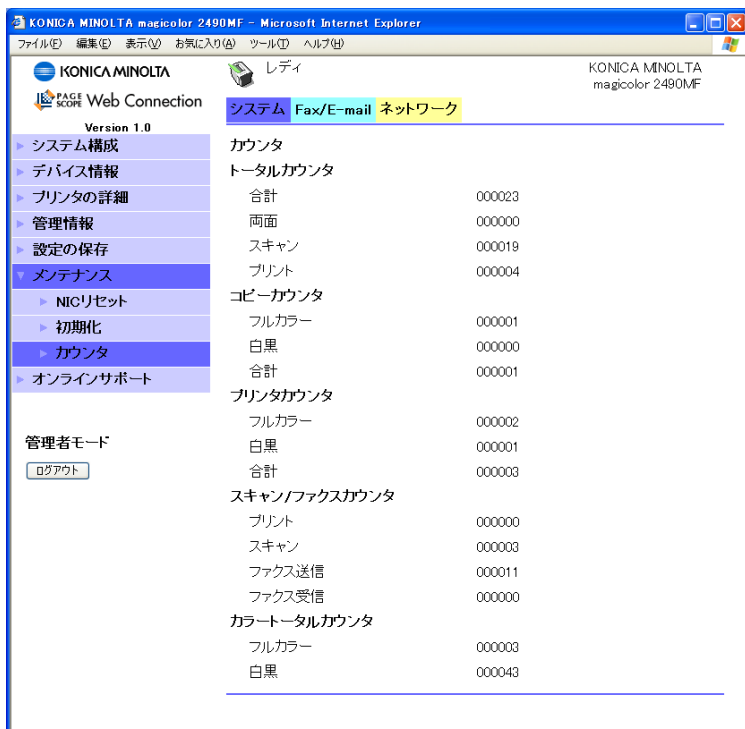 KONICA MINOLTA magicolor 2490MF - Microsoft Internet Explorer
ファイル(F) 編集(E) 表示(V) お気に入り(A) ツール(T) ヘルプ(H)
KONICA MINOLTA
レディ
KONICA MINOLTA
magicolor 2490MF
PAGE SCOPE Web Connection
Version 1.0
システム Fax/E-mail ネットワーク
システム構成
デバイス情報
プリンタの詳細
管理情報
設定の保存
メンテナンス
NICリセット
初期化
カウンタ
オンラインサポート
管理者モード
ログアウト
カウンタ
トータルカウンタ
合計 000023
両面 000000
スキャン 000019
プリント 000004
コピーカウンタ
フルカラー 000001
白黒 000000
合計 000001
プリンタカウンタ
フルカラー 000002
白黒 000001
合計 000003
スキャン/ファクスカウンタ
プリント 000000
スキャン 000003
ファクス送信 000011
ファクス受信 000000
カラートータルカウンタ
フルカラー 000003
白黒 000043